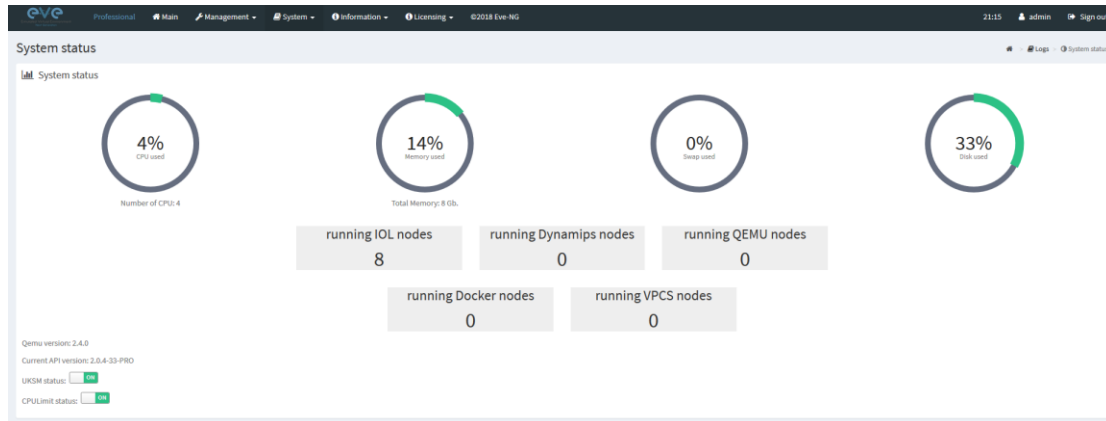 eve Professional Main Management System Information Licensing ©2018 Eve-NG 21:15 admin Sign out
System status
Logs System status
System status
4%
CPU used
Number of CPU: 4
14%
Memory used
Total Memory: 8 Gb.
0%
Swap used
33%
Disk used
running IOL nodes
8
running Dynamips nodes
0
running QEMU nodes
0
running Docker nodes
0
running VPCS nodes
0
Qemu version: 2.4.0
Current API version: 2.0.4-33-PRO
UKSM status: ON
CPULimit status: ON